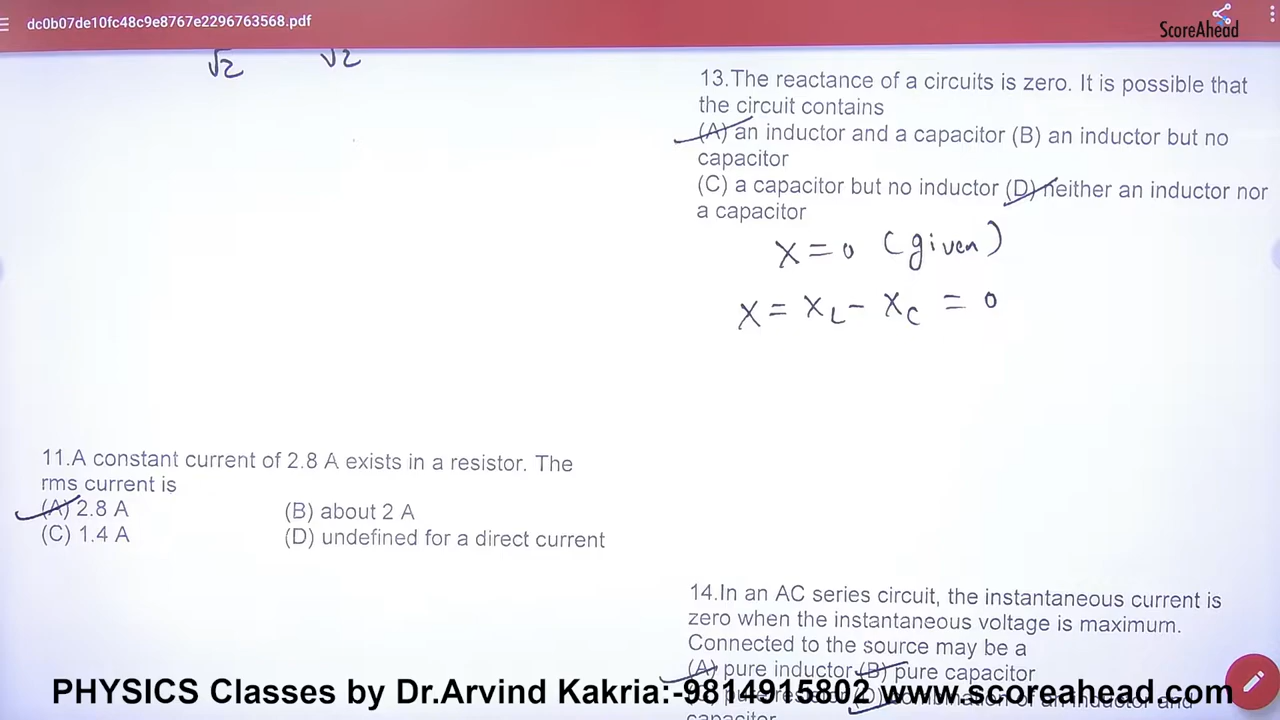 dc0b07de10fc48c9e8767e2296763568.pdf
ScoreAhead
√2 √2
13.The reactance of a circuits is zero. It is possible that
the circuit contains
(A) an inductor and a capacitor (B) an inductor but no
capacitor
(C) a capacitor but no inductor (D) neither an inductor nor
a capacitor
X = 0 (given)
X = XL - XC = 0
11.A constant current of 2.8 A exists in a resistor. The
rms current is
(A) 2.8 A (B) about 2 A
(C) 1.4 A (D) undefined for a direct current
14.In an AC series circuit, the instantaneous current is
zero when the instantaneous voltage is maximum.
Connected to the source may be a
(A) pure inductor (B) pure capacitor
PHYSICS Classes by Dr.Arvind Kakria:-9814915802 www.scoreahead.com
capacitor